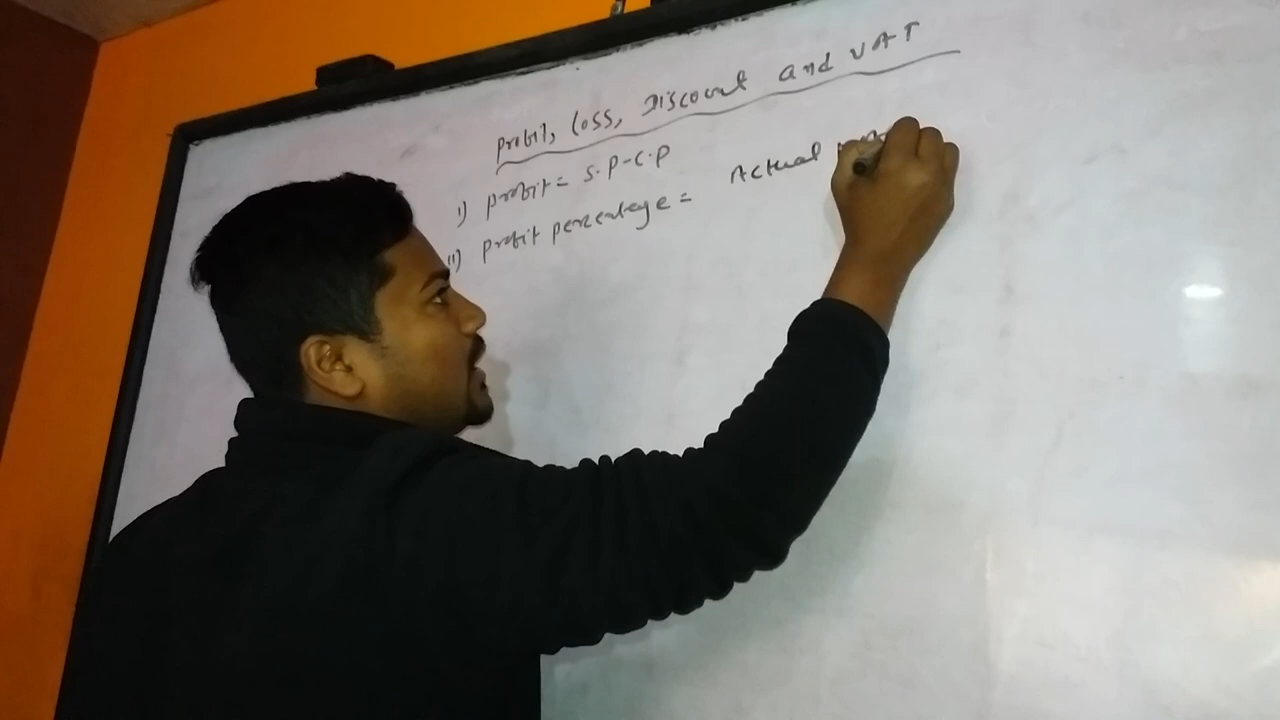 profit, Loss, Discount and VAT
i) profit = S.P-C.P
ii) profit percentage = Actual